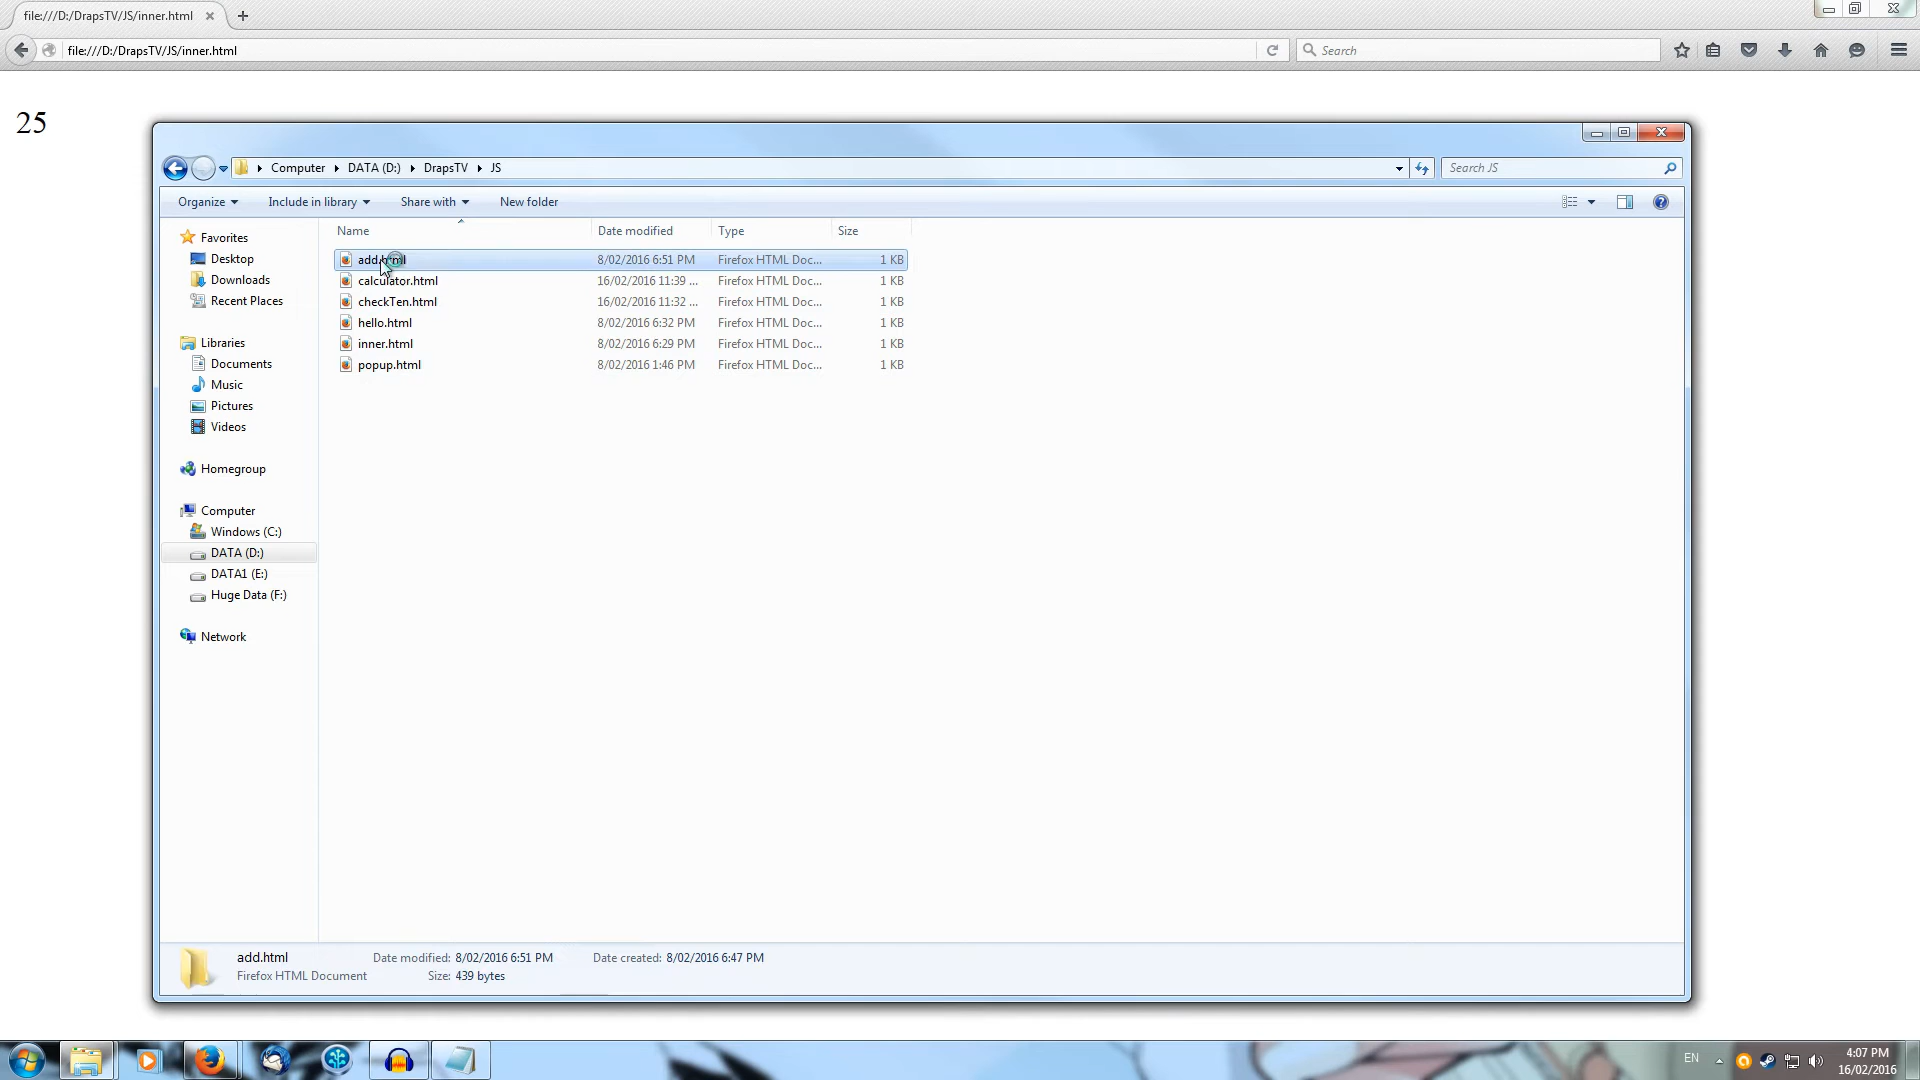 file:///D:/DrapsTV/JS/inner.html
file:///D:/DrapsTV/JS/inner.html
Search
25
Computer DATA (D:) DrapsTV JS
Search JS
Organize Include in library Share with New folder
Name Date modified Type Size
Favorites
Desktop
Downloads
Recent Places
Libraries
Documents
Music
Pictures
Videos
Homegroup
Computer
Windows (C:)
DATA (D:)
DATA1 (E:)
Huge Data (F:)
Network
add.html 8/02/2016 6:51 PM Firefox HTML Doc... 1 KB
calculator.html 16/02/2016 11:39 ... Firefox HTML Doc... 1 KB
checkTen.html 16/02/2016 11:32 ... Firefox HTML Doc... 1 KB
hello.html 8/02/2016 6:32 PM Firefox HTML Doc... 1 KB
inner.html 8/02/2016 6:29 PM Firefox HTML Doc... 1 KB
popup.html 8/02/2016 1:46 PM Firefox HTML Doc... 1 KB
add.html Date modified: 8/02/2016 6:51 PM Date created: 8/02/2016 6:47 PM
Firefox HTML Document Size: 439 bytes
EN
4:07 PM
16/02/2016